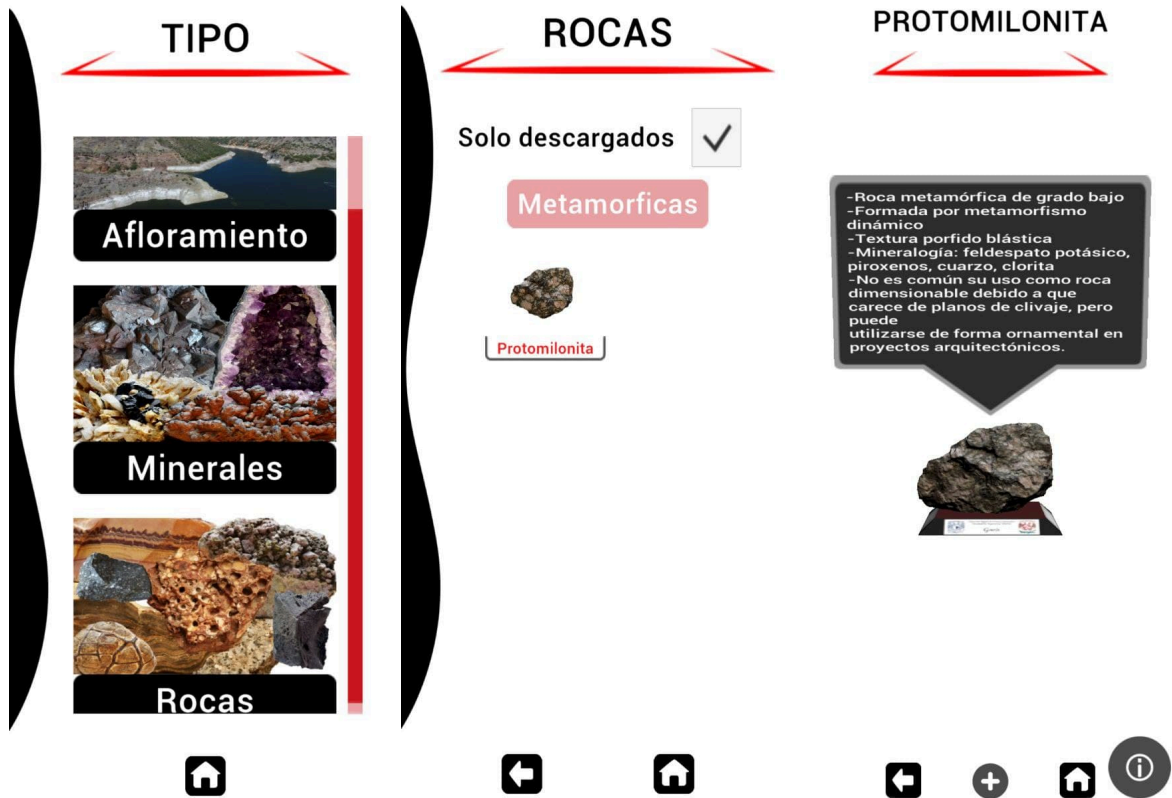 TIPO
Afloramiento
Minerales
Rocas
ROCAS
Solo descargados
Metamorficas
Protomilonita
PROTOMILONITA
-Roca metamórfica de grado bajo
-Formada por metamorfismo
dinámico
-Textura porfido blástica
-Mineralogía: feldespato potásico,
piroxenos, cuarzo, clorita
-No es común su uso como roca
dimensionable debido a que
carece de planos de clivaje, pero
puede
utilizarse de forma ornamental en
proyectos arquitectónicos.